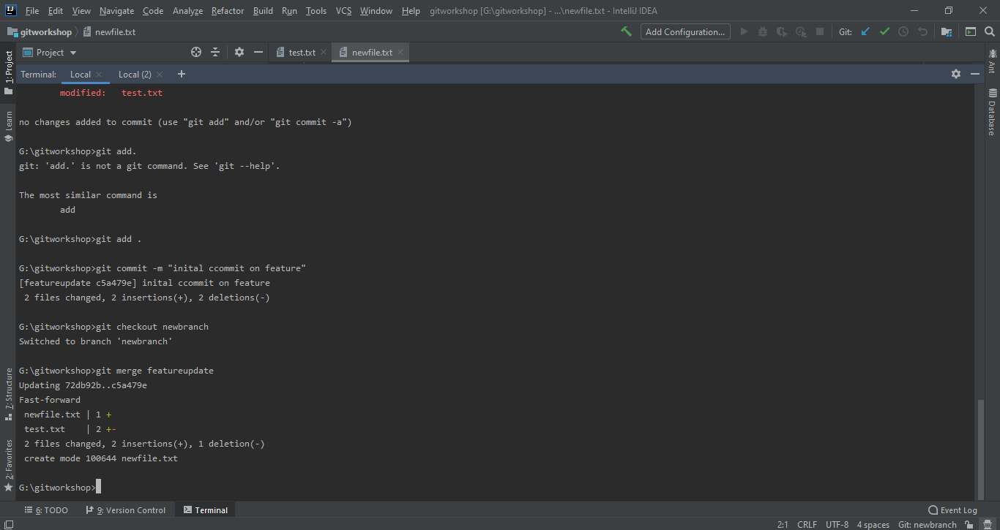 File Edit View Navigate Code Analyze Refactor Build Run Tools VCS Window Help gitworkshop [G:\gitworkshop] - ...\newfile.txt - IntelliJ IDEA
gitworkshop newfile.txt Add Configuration... Git:
Project test.txt newfile.txt
Terminal: Local Local (2) +
1: Project
Learn
7: Structure
2: Favorites
Ant
Database
modified: test.txt
no changes added to commit (use "git add" and/or "git commit -a")
G:\gitworkshop>git add.
git: 'add.' is not a git command. See 'git --help'.
The most similar command is
add
G:\gitworkshop>git add .
G:\gitworkshop>git commit -m "inital ccommit on feature"
[featureupdate c5a479e] inital ccommit on feature
2 files changed, 2 insertions(+), 2 deletions(-)
G:\gitworkshop>git checkout newbranch
Switched to branch 'newbranch'
G:\gitworkshop>git merge featureupdate
Updating 72db92b..c5a479e
Fast-forward
newfile.txt | 1 +
test.txt | 2 +-
2 files changed, 2 insertions(+), 1 deletion(-)
create mode 100644 newfile.txt
G:\gitworkshop>
6: TODO 9: Version Control Terminal Event Log
2:1 CRLF UTF-8 4 spaces Git: newbranch